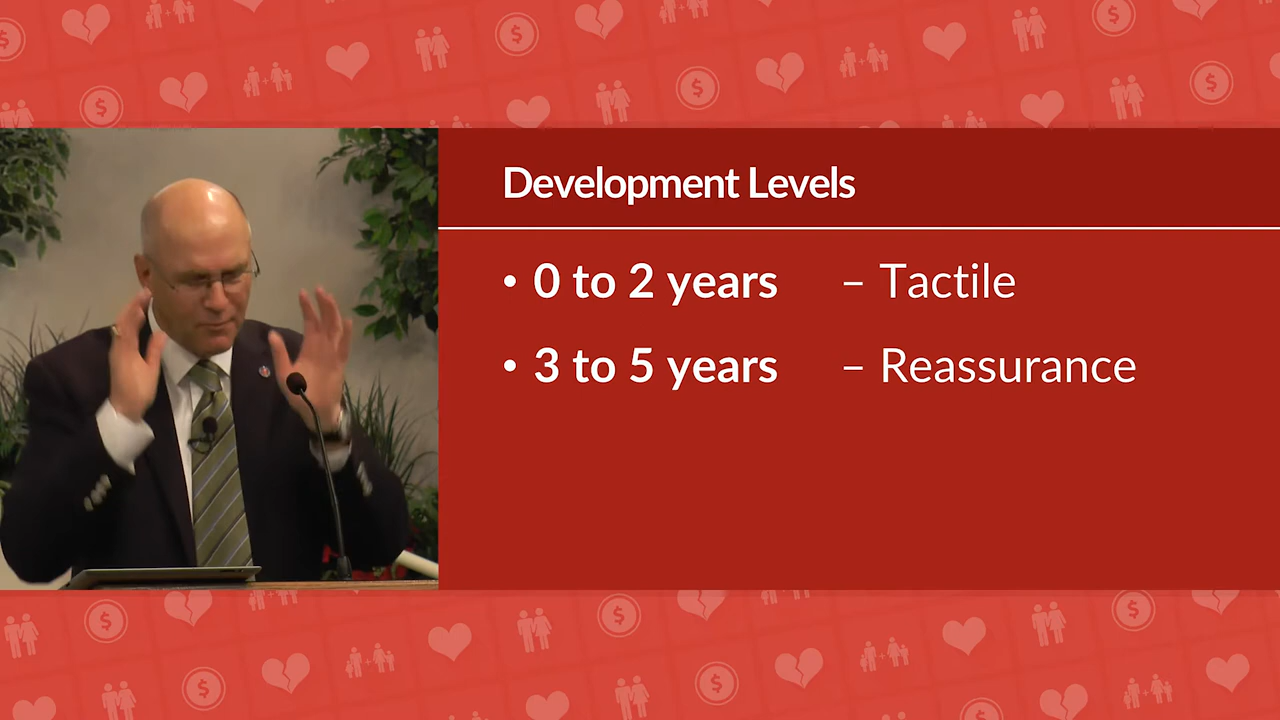 Development Levels
• 0 to 2 years – Tactile
• 3 to 5 years – Reassurance